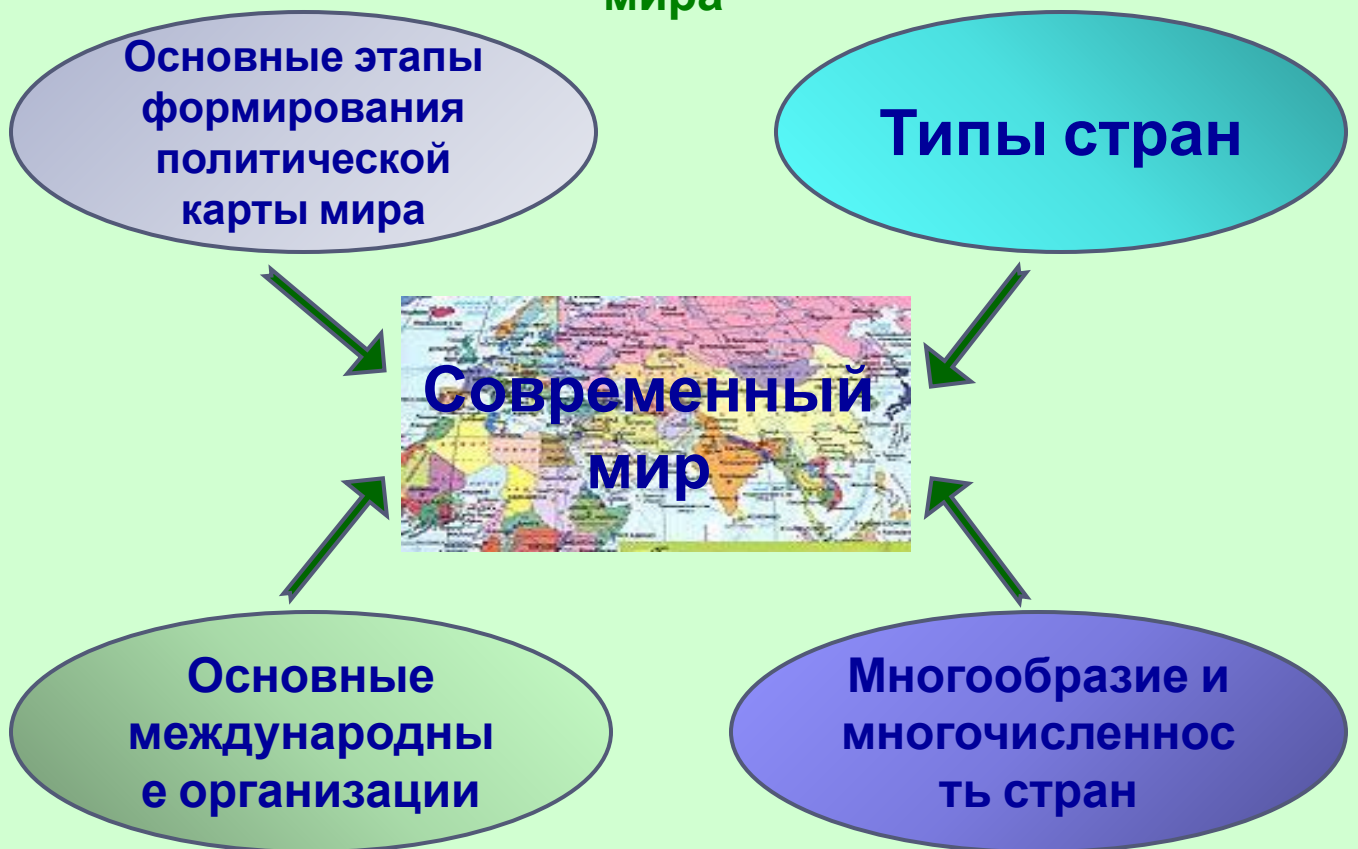 мира
Основные этапы
формирования
политической
карты мира
Типы стран
Современный
мир
Основные
международны
е организации
Многообразие и
многочисленнос
ть стран